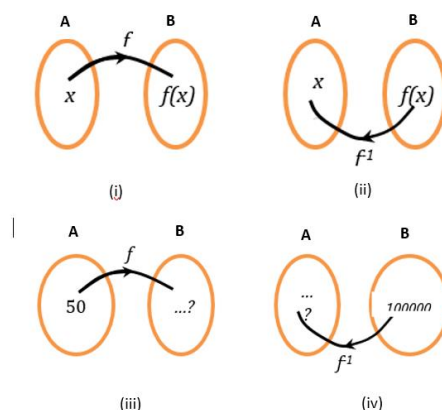 A B A B
f
x f(x) x f(x)
f-1
(i) (ii)
A B A B
f
50 ...? ... 100000
?
f-1
(iii) (iv)